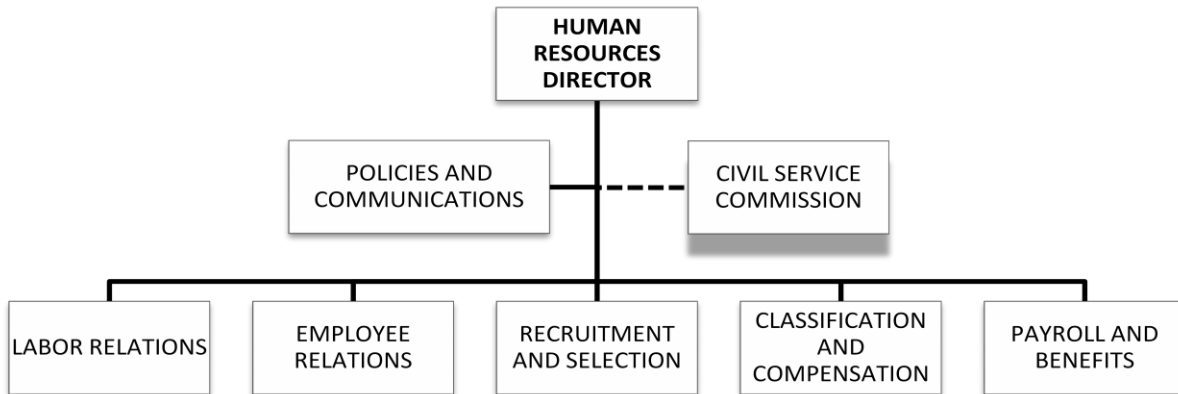 HUMAN
RESOURCES
DIRECTOR
POLICIES AND
COMMUNICATIONS
CIVIL SERVICE
COMMISSION
LABOR RELATIONS
EMPLOYEE
RELATIONS
RECRUITMENT
AND SELECTION
CLASSIFICATION
AND
COMPENSATION
PAYROLL AND
BENEFITS